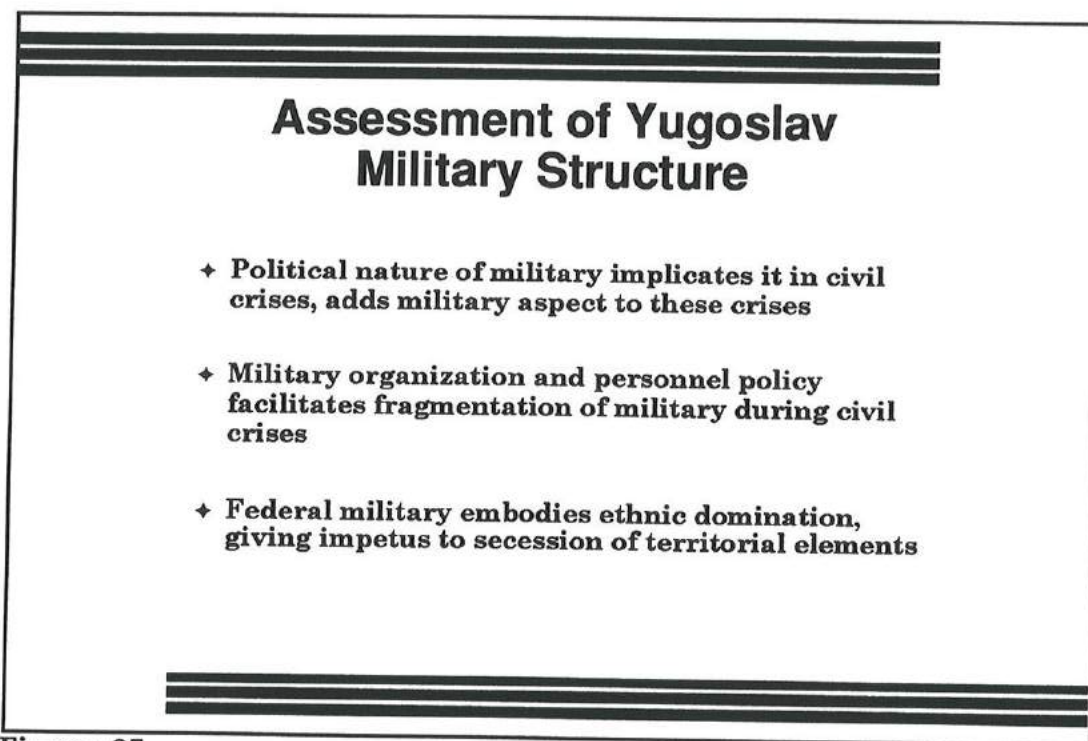 Assessment of Yugoslav
Military Structure
✦ Political nature of military implicates it in civil
crises, adds military aspect to these crises
✦ Military organization and personnel policy
facilitates fragmentation of military during civil
crises
✦ Federal military embodies ethnic domination,
giving impetus to secession of territorial elements